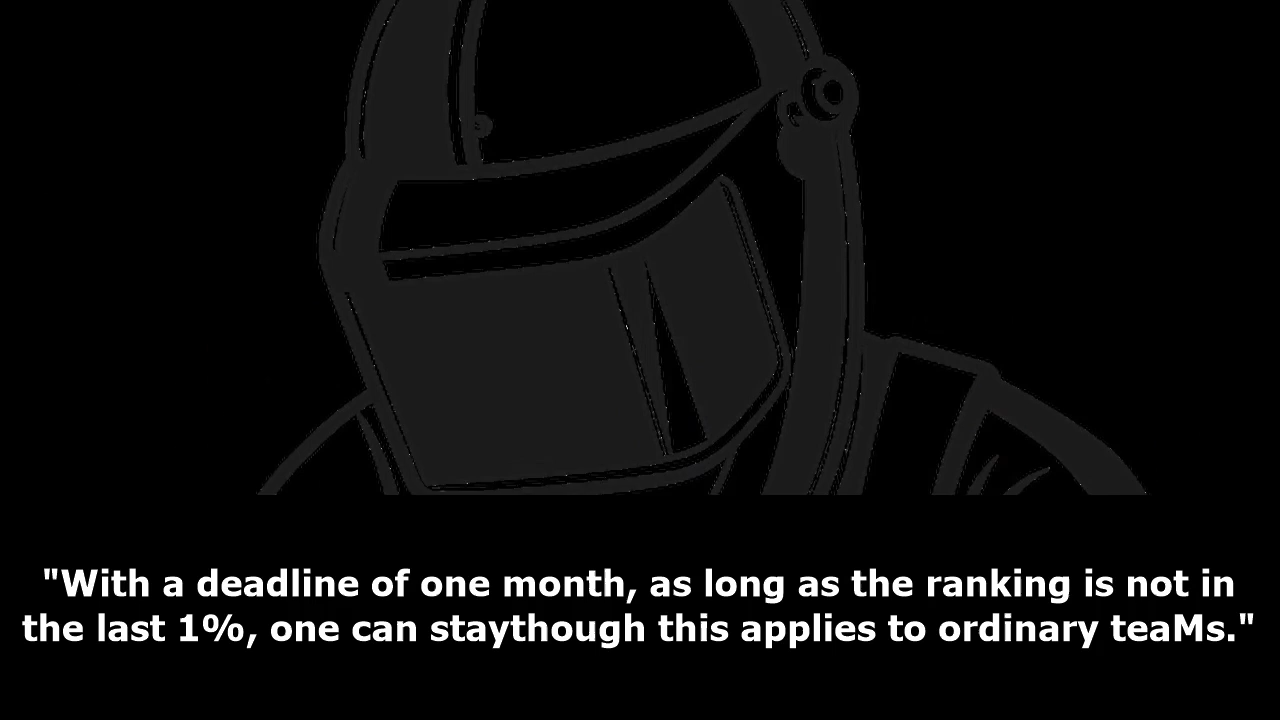 "With a deadline of one month, as long as the ranking is not in
the last 1%, one can staythough this applies to ordinary teaMs."